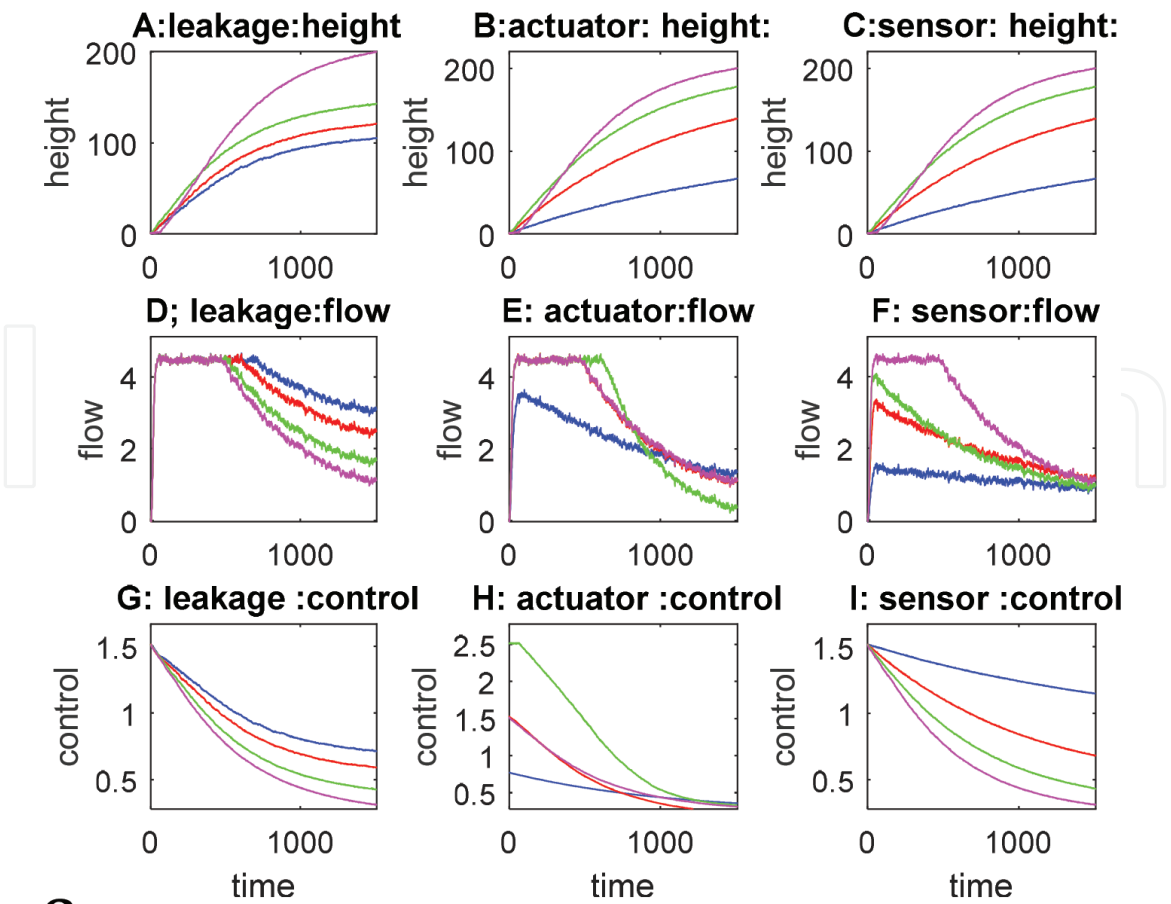 A:leakage:height B:actuator: height: C:sensor: height:
200 200 200
height height height
100 100 100
0 0 0
0 1000 0 1000 0 1000
D; leakage:flow E: actuator:flow F: sensor:flow
4 4 4
flow flow flow
2 2 2
0 0 0
0 1000 0 1000 0 1000
G: leakage :control H: actuator :control I: sensor :control
1.5 2.5 1.5
2
control control control
1 1.5 1
1
0.5 0.5 0.5
0 1000 0 1000 0 1000
time time time